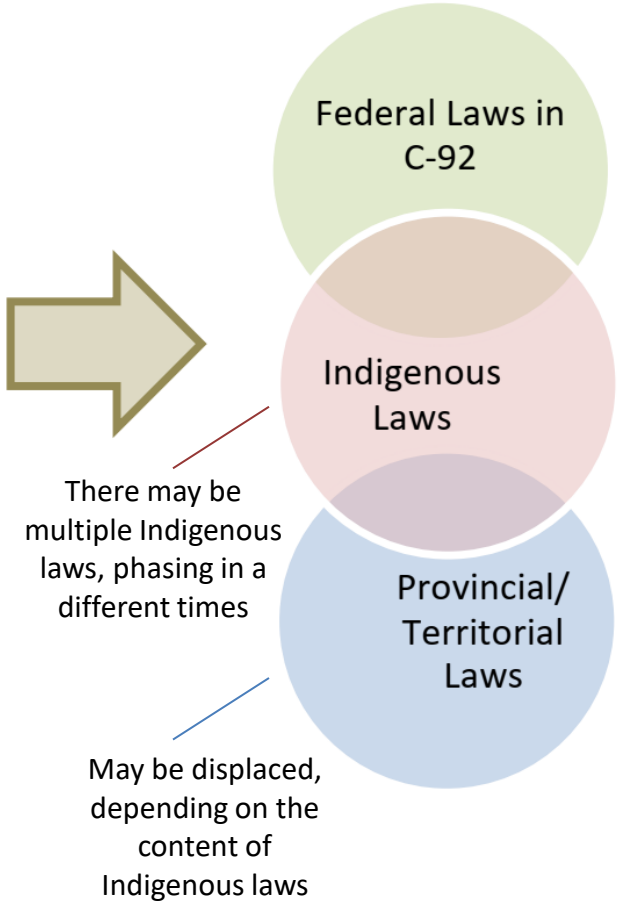 Federal Laws in
C-92
Indigenous
Laws
There may be
multiple Indigenous
laws, phasing in a
different times
Provincial/
Territorial
Laws
May be displaced,
depending on the
content of
Indigenous laws